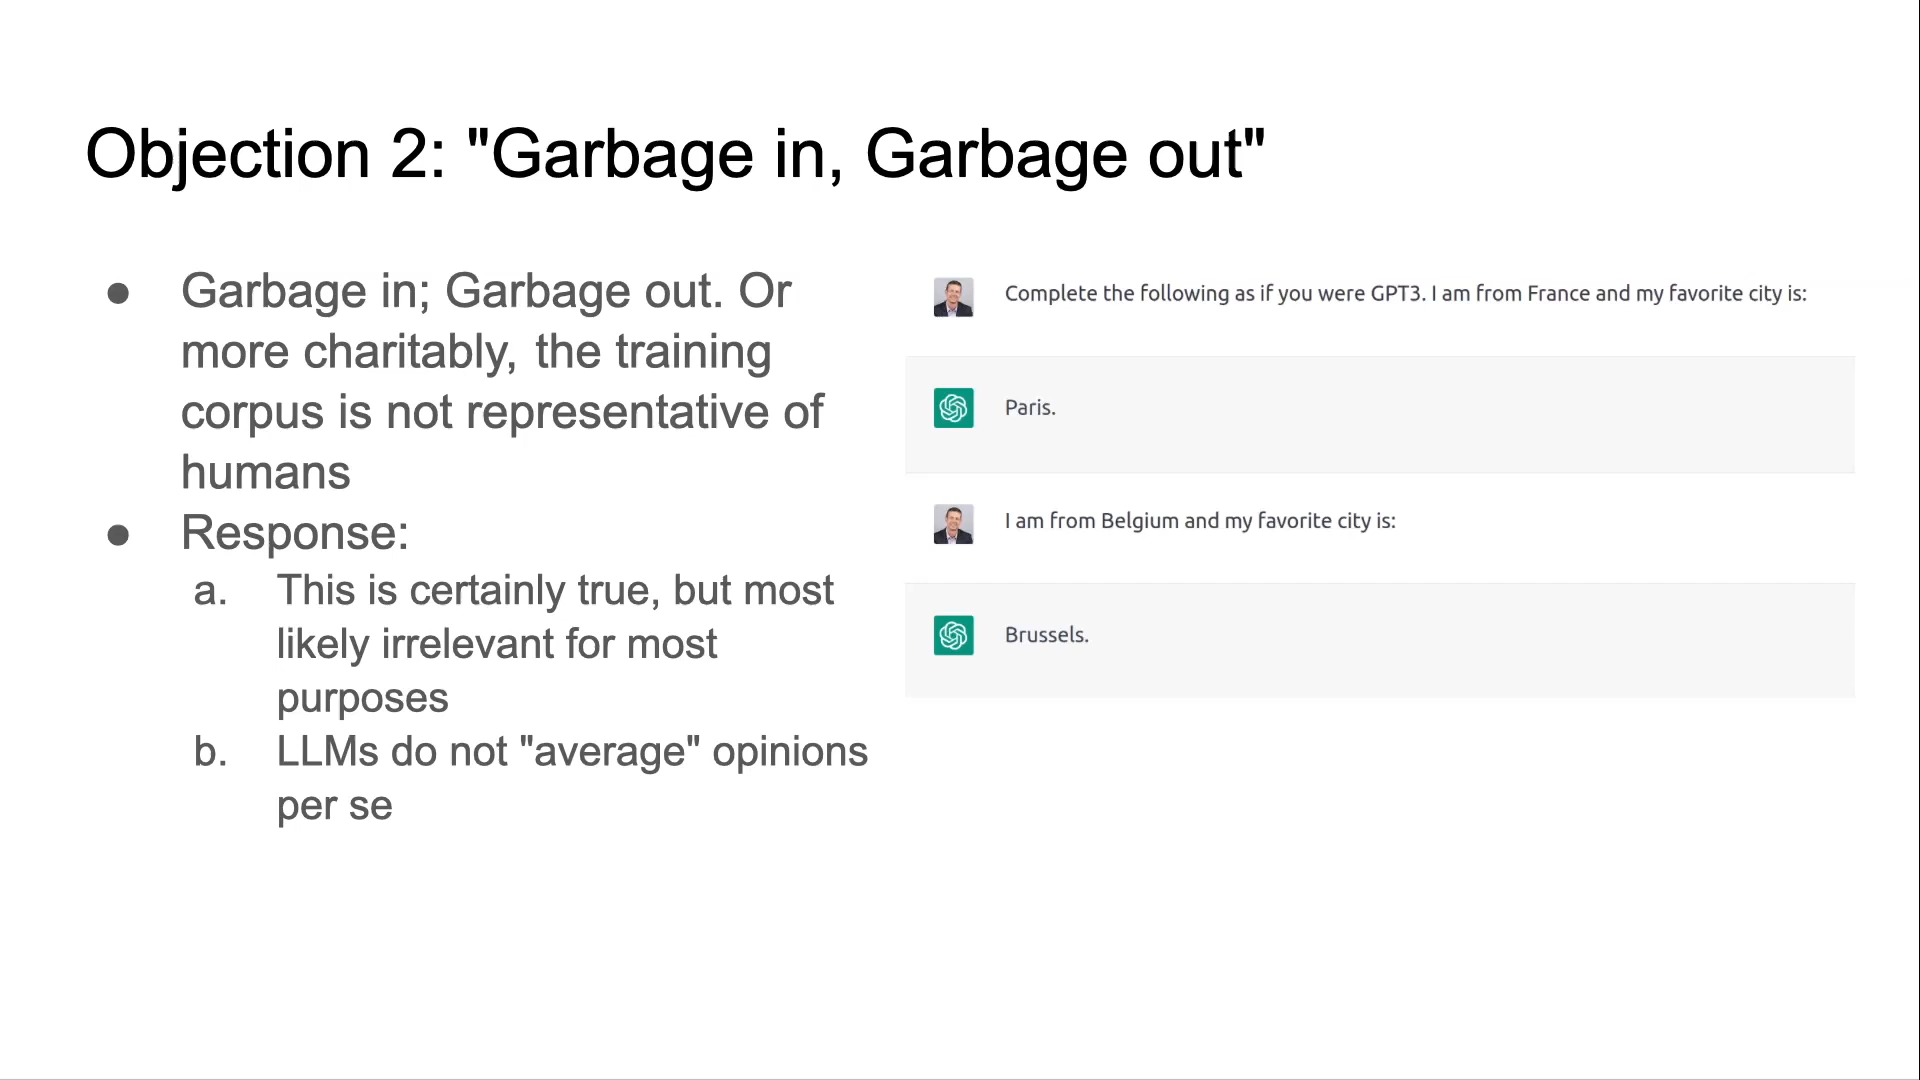 Objection 2: "Garbage in, Garbage out"
● Garbage in; Garbage out. Or
more charitably, the training
corpus is not representative of
humans
● Response:
a. This is certainly true, but most
likely irrelevant for most
purposes
b. LLMs do not "average" opinions
per se
Complete the following as if you were GPT3. I am from France and my favorite city is:
Paris.
I am from Belgium and my favorite city is:
Brussels.